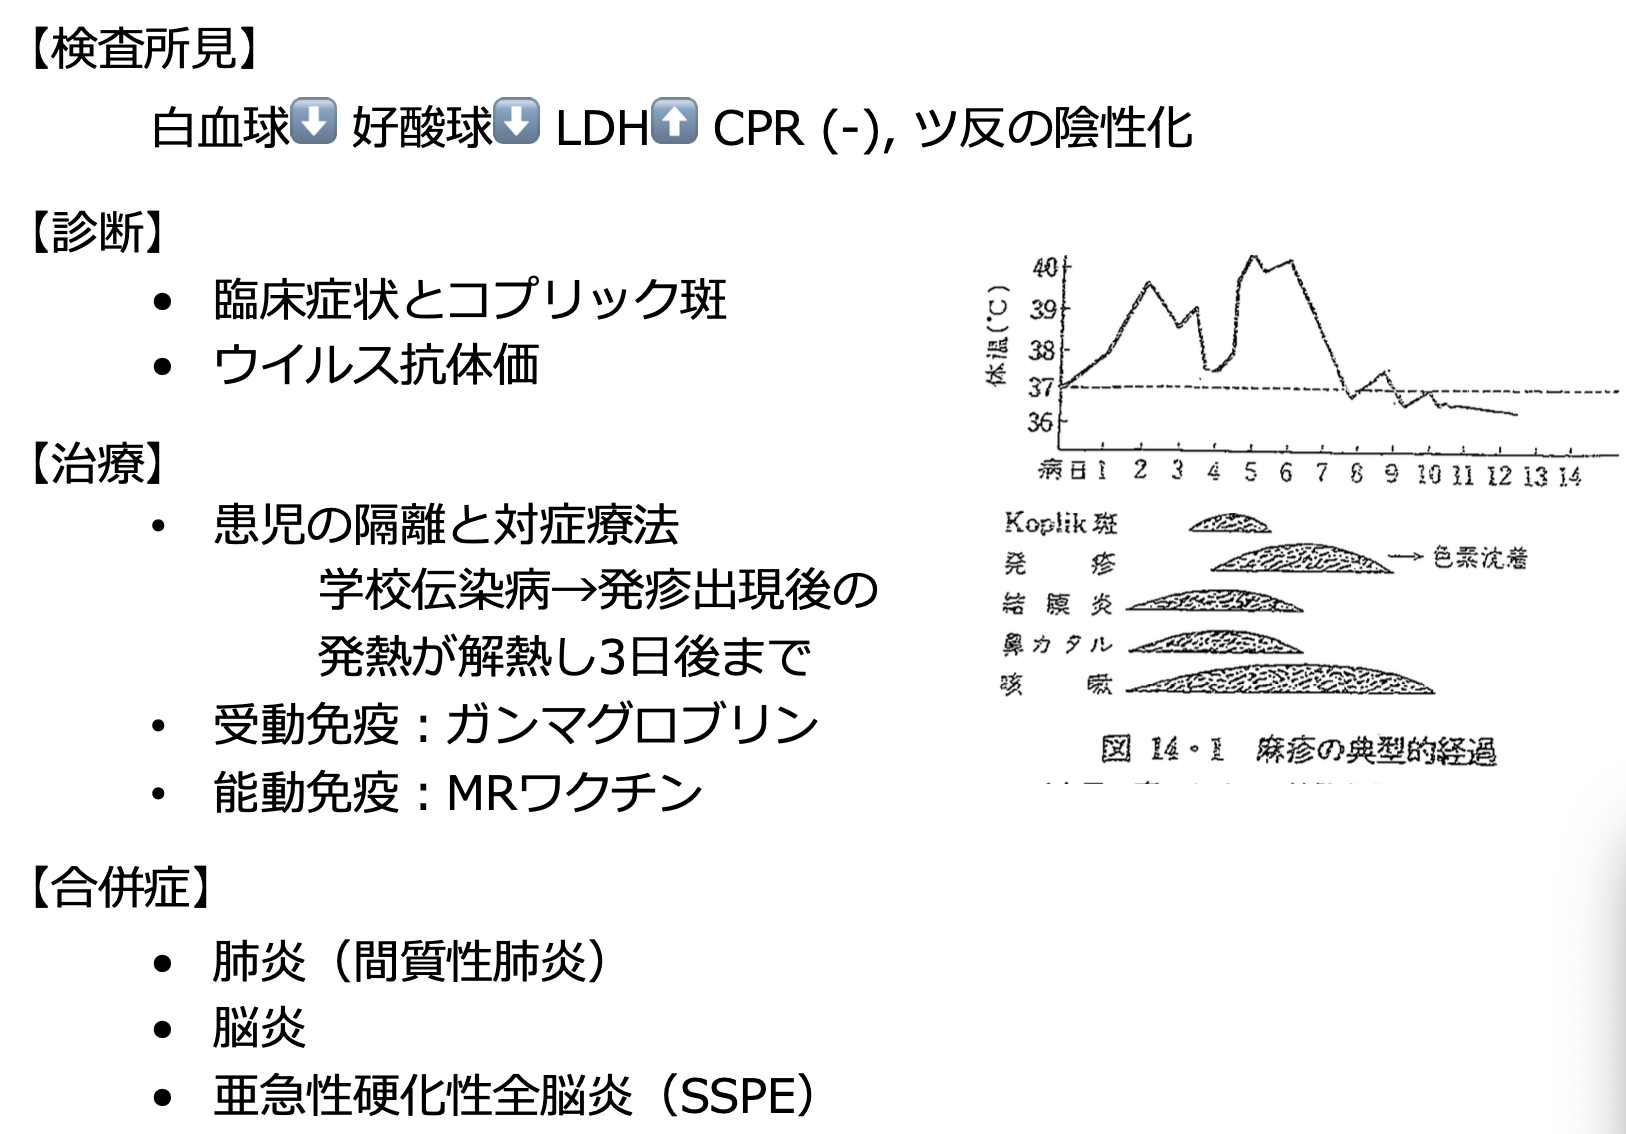 【検査所見】
白血球⬇️ 好酸球⬇️ LDH⬆️ CPR (-), ツ反の陰性化
【診断】
• 臨床症状とコプリック斑
• ウイルス抗体価
【治療】
• 患児の隔離と対症療法
学校伝染病→発疹出現後の
発熱が解熱し3日後まで
• 受動免疫：ガンマグロブリン
• 能動免疫：MRワクチン
【合併症】
• 肺炎（間質性肺炎）
• 脳炎
• 亜急性硬化性全脳炎（SSPE）
体温(℃)
40
39
38
37
36
病日 1 2 3 4 5 6 7 8 9 10 11 12 13 14
Koplik 斑
発 疹 → 色素沈着
結 膜 炎
鼻 カ タ ル
咳 嗽
図 14・1 麻疹の典型的経過